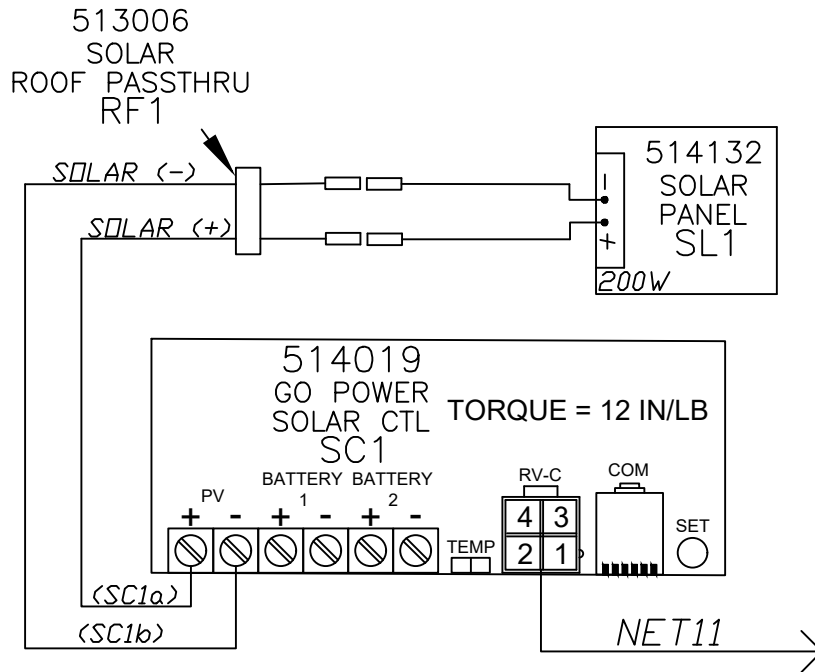 513006
SOLAR
ROOF PASSTHRU
RF1
SOLAR (-)
SOLAR (+)
-
+
514132
SOLAR
PANEL
SL1
200W
514019
GO POWER
SOLAR CTL
SC1
TORQUE = 12 IN/LB
PV
BATTERY 1
BATTERY 2
+ - + - + -
TEMP
RV-C
4 3
2 1
COM
SET
(SC1a)
(SC1b)
NET11